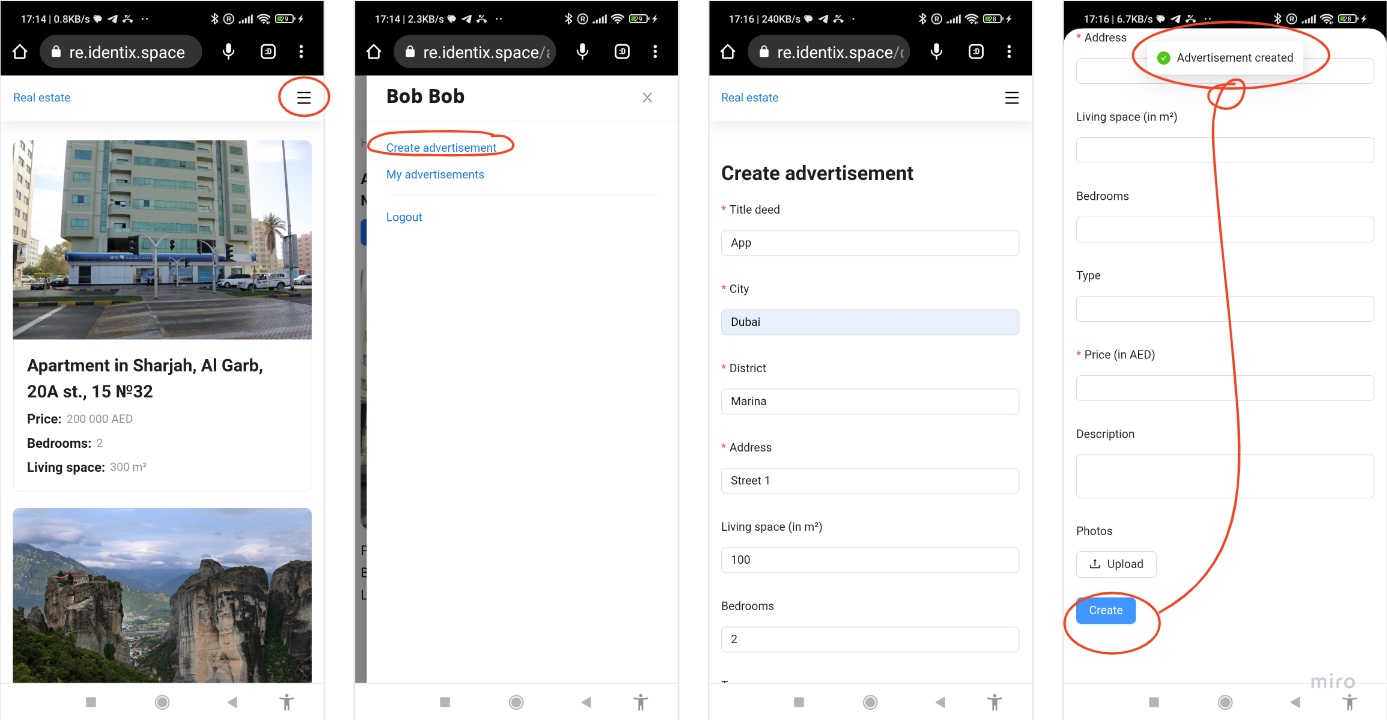 17:14 | 0.8KB/s
29
re.identix.space
:D
Real estate
Apartment in Sharjah, Al Garb,
20A st., 15 №32
Price: 200 000 AED
Bedrooms: 2
Living space: 300 m²
17:14 | 2.3KB/s
29
re.identix.space/
:D
Bob Bob
Create advertisement
My advertisements
Logout
17:16 | 240KB/s
28
re.identix.space/
:D
Real estate
Create advertisement
* Title deed
App
* City
Dubai
* District
Marina
* Address
Street 1
Living space (in m²)
100
Bedrooms
2
17:16 | 6.7KB/s
28
* Address
Advertisement created
Living space (in m²)
Bedrooms
Type
* Price (in AED)
Description
Photos
Upload
Create
miro